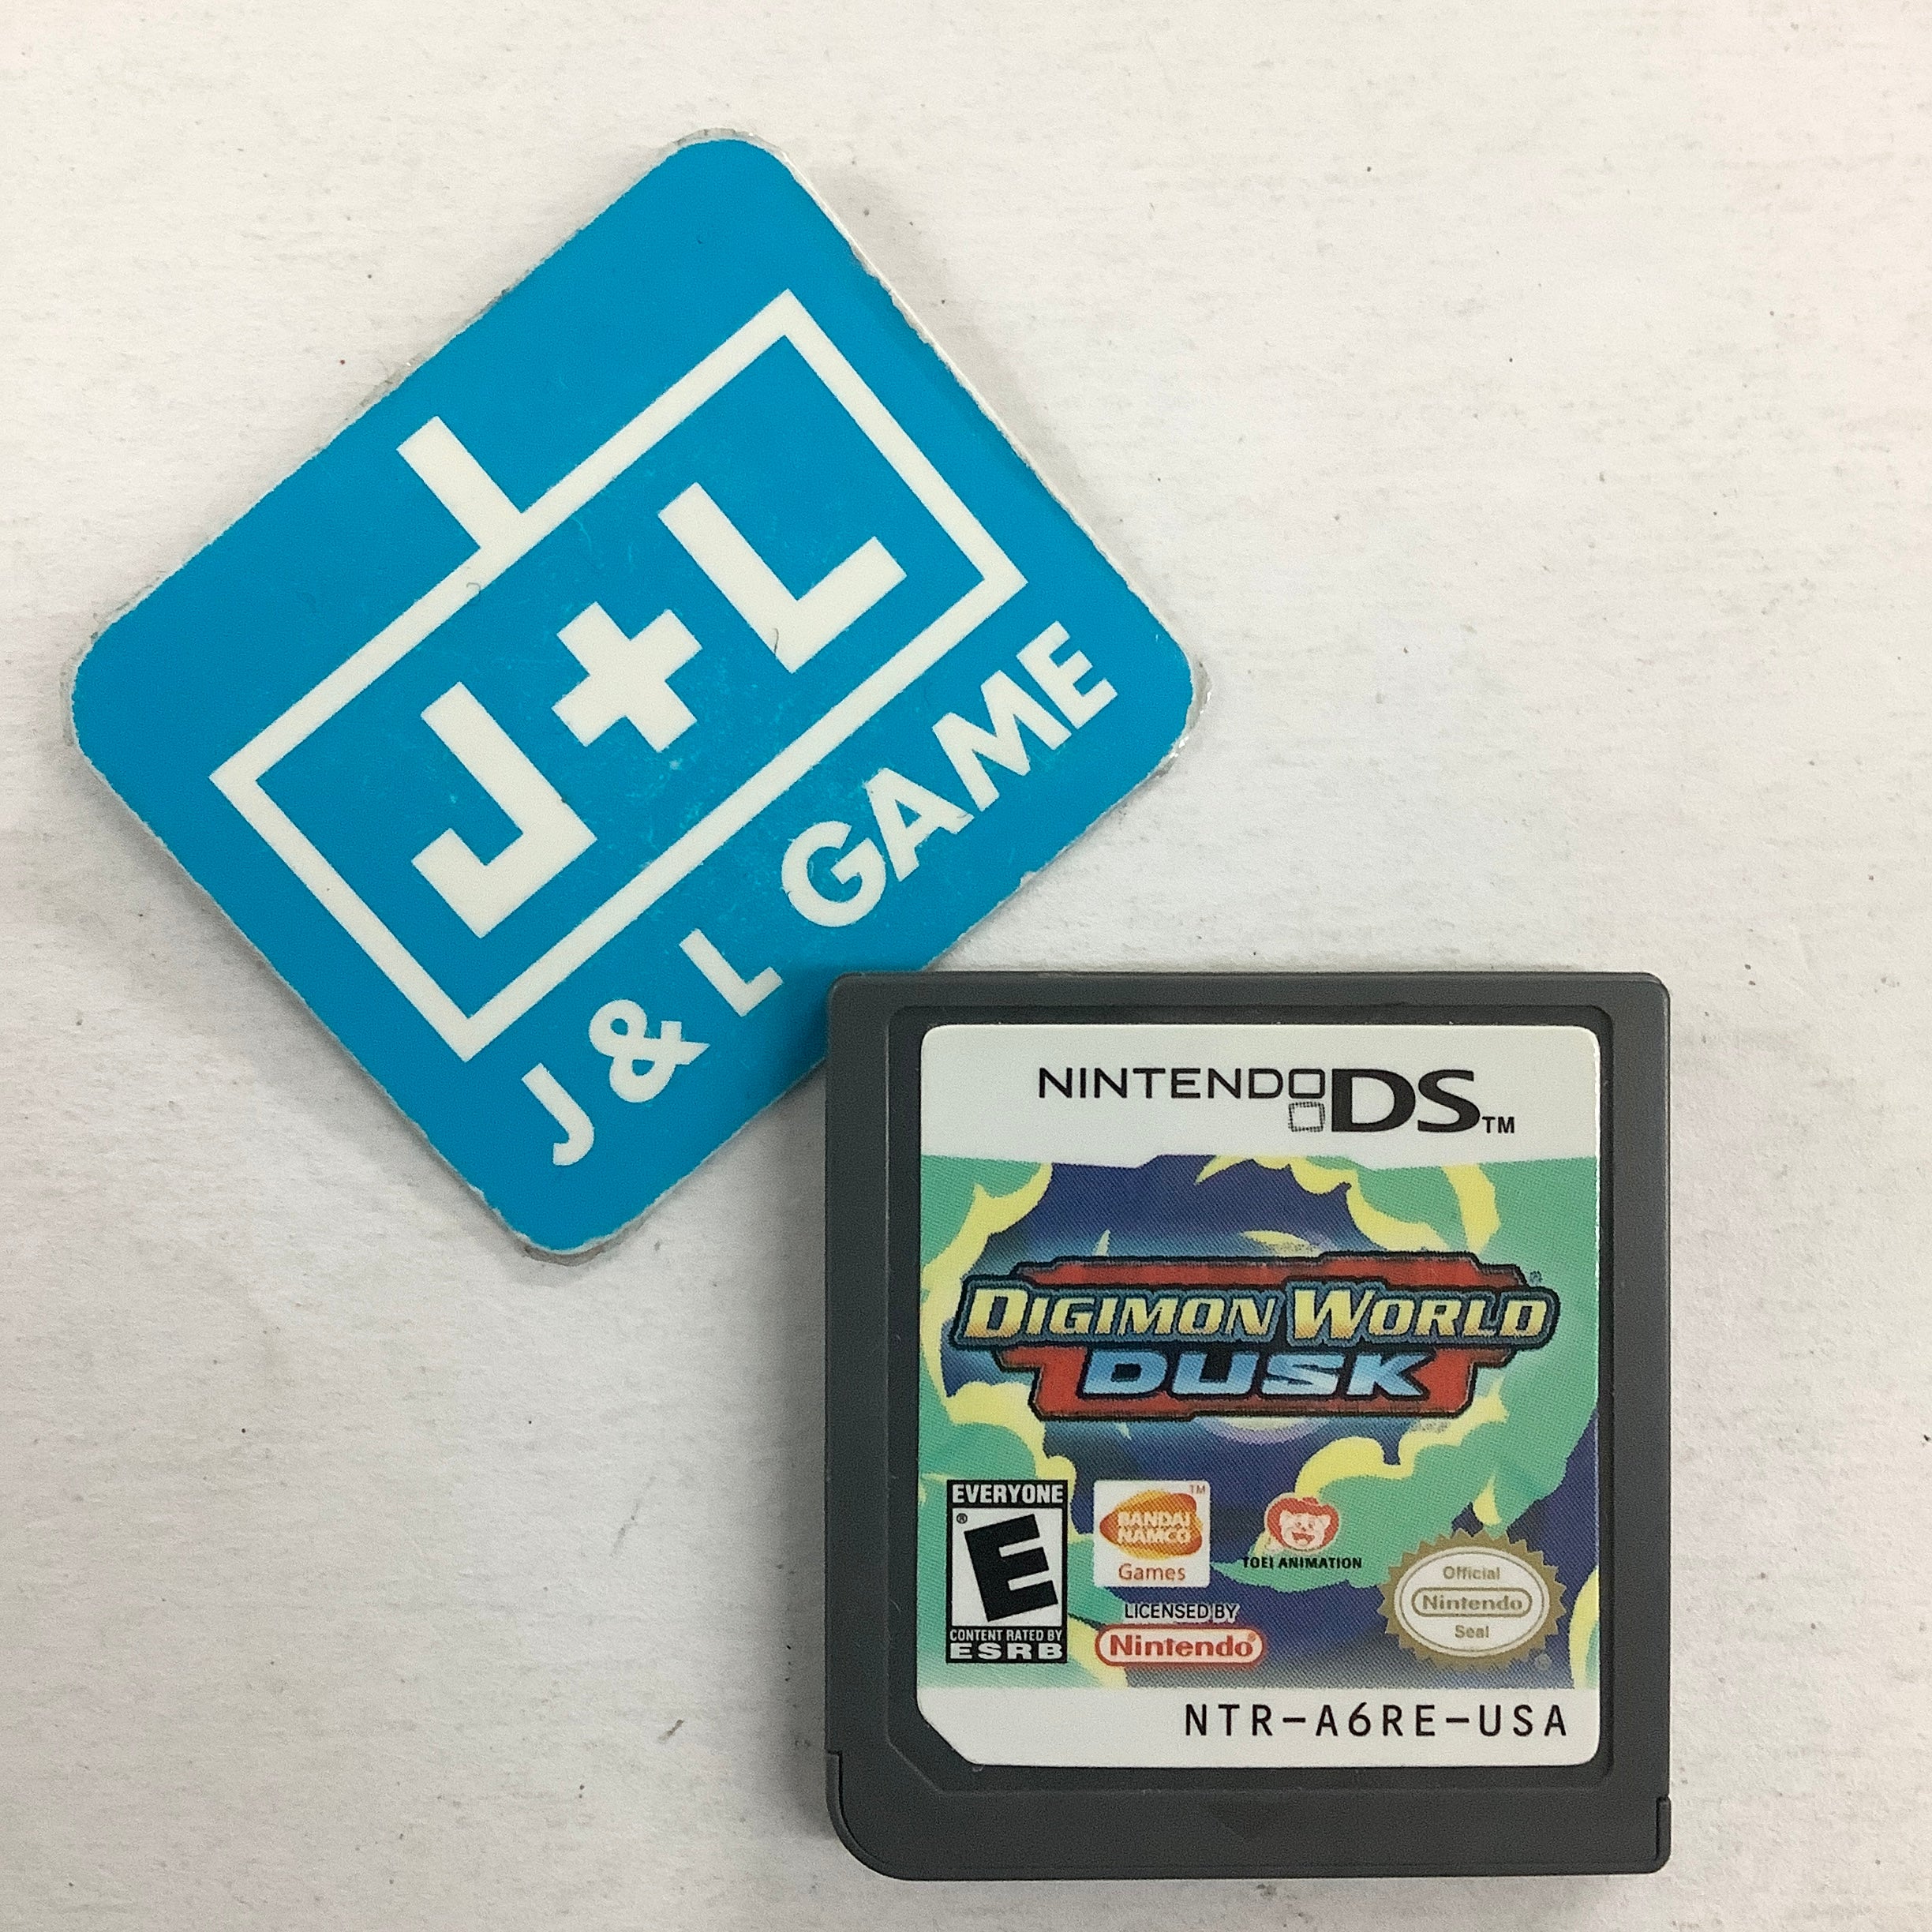 J+L
J & L GAME
NINTENDO DS™
DIGIMON WORLD®
DUSK
EVERYONE
E®
CONTENT RATED BY
ESRB
BANDAI
NAMCO
™
Games
TOEI ANIMATION
LICENSED BY
Nintendo®
Official
Nintendo
Seal
®
NTR-A6RE-USA